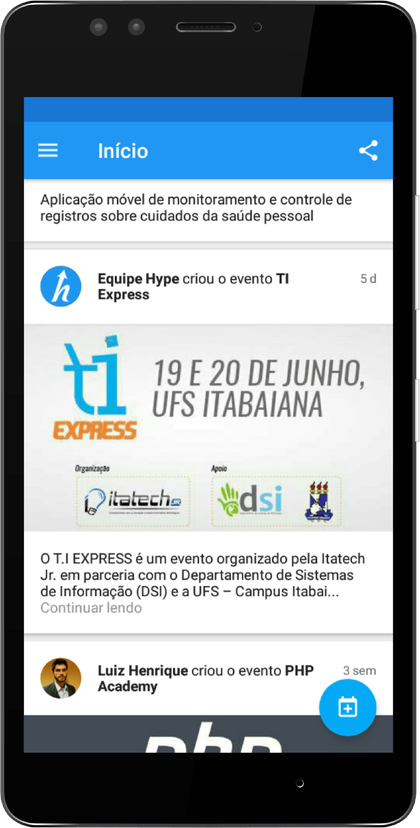 Início
Aplicação móvel de monitoramento e controle de
registros sobre cuidados da saúde pessoal
Equipe Hype criou o evento TI
Express
5 d
ti
EXPRESS
19 E 20 DE JUNHO,
UFS ITABAIANA
Organização
Apoio
itatech JR
dsi
O T.I EXPRESS é um evento organizado pela Itatech
Jr. em parceria com o Departamento de Sistemas
de Informação (DSI) e a UFS – Campus Itabai...
Continuar lendo
Luiz Henrique criou o evento PHP
Academy
3 sem
php